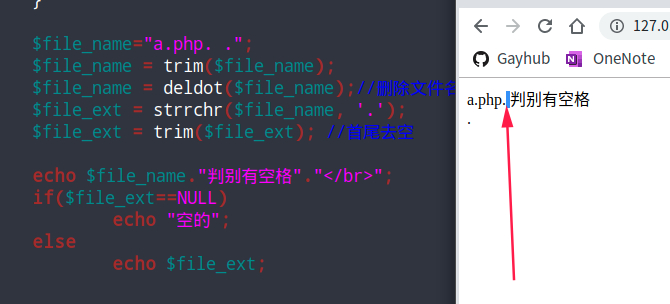 }
$file_name="a.php. .";
$file_name = trim($file_name);
$file_name = deldot($file_name);//删除文件名
$file_ext = strrchr($file_name, '.');
$file_ext = trim($file_ext); //首尾去空
echo $file_name."判别有空格"."</br>";
if($file_ext==NULL)
echo "空的";
else
echo $file_ext;
127.0
Gayhub
OneNote
a.php. 判别有空格
.